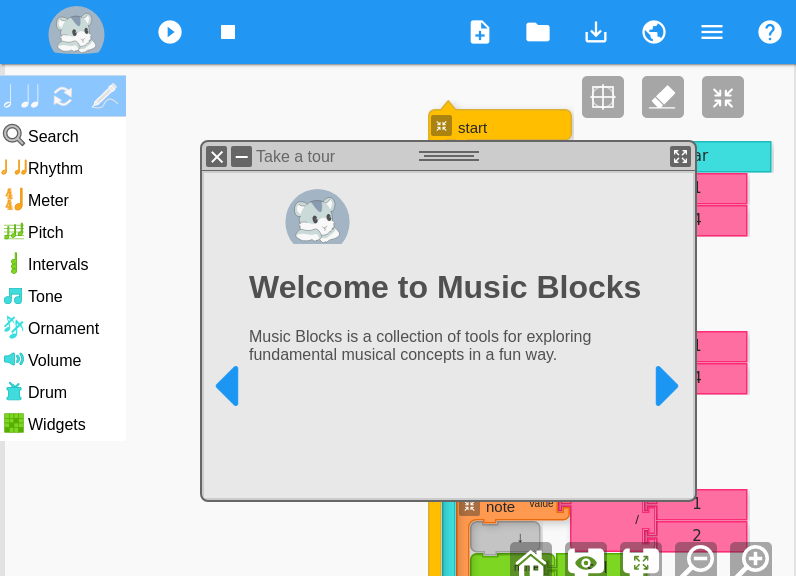 start
Search
Take a tour
ar
Rhythm
1
Meter
4
Pitch
Intervals
Welcome to Music Blocks
Tone
Ornament
Music Blocks is a collection of tools for exploring
fundamental musical concepts in a fun way.
1
Volume
4
Drum
Widgets
note
value
1
/
2